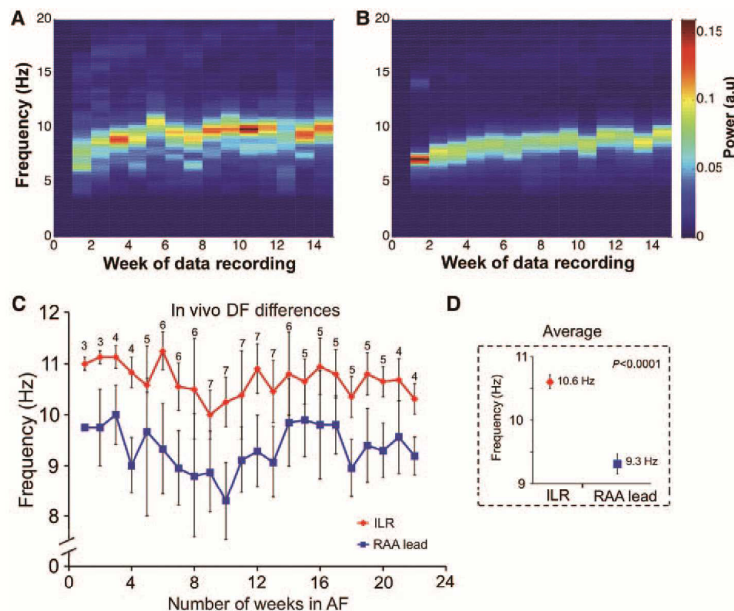 A
B
20
15
10
5
0
Frequency (Hz)
0 2 4 6 8 10 12 14
Week of data recording
20
15
10
5
0
0 2 4 6 8 10 12 14
Week of data recording
0.15
0.1
0.05
0
Power (a.u)
C
In vivo DF differences
12
11
10
9
8
0
Frequency (Hz)
3 3 4 4 5 6 6 6 7 7 7 7 7 6 5 5 5 5 5 5 4 4
ILR
RAA lead
0 4 8 12 16 20 24
Number of weeks in AF
D
Average
P<0.0001
11
10
9
Frequency (Hz)
10.6 Hz
9.3 Hz
ILR RAA lead